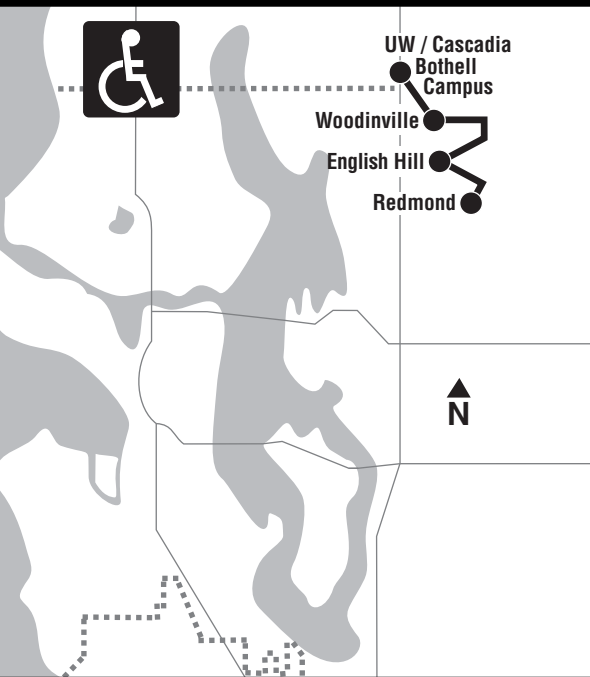 UW / Cascadia
Bothell
Campus
Woodinville
English Hill
Redmond
N